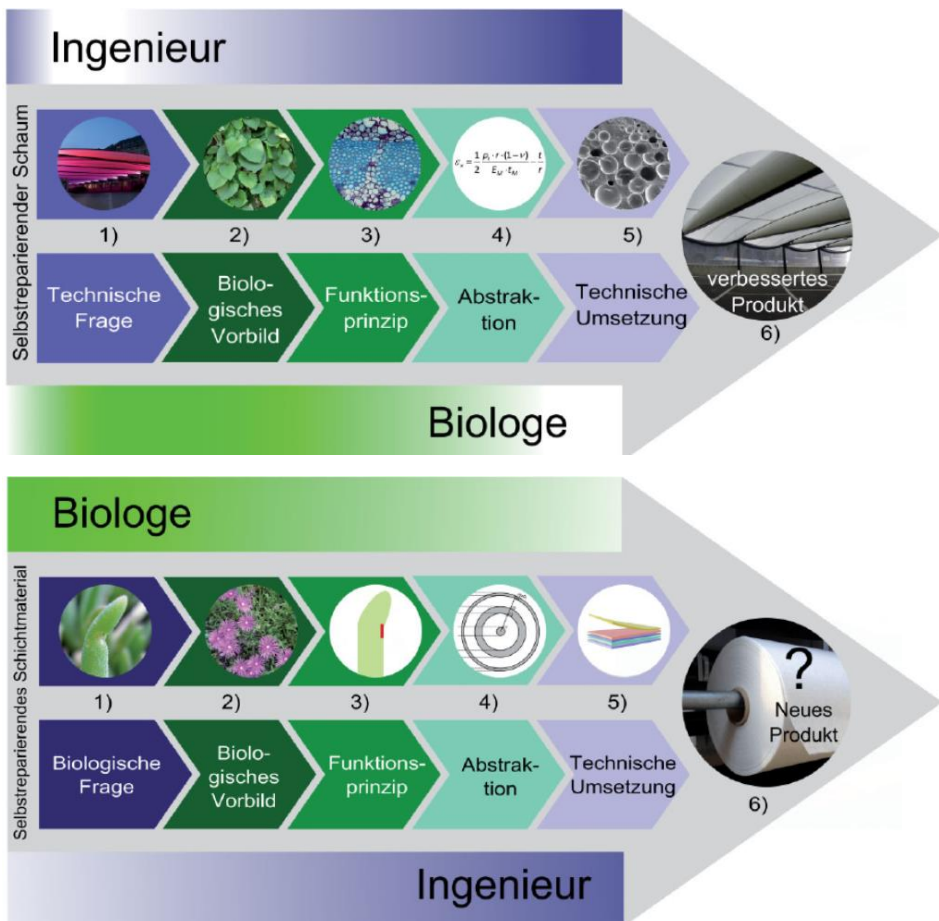 Ingenieur
Selbstreparierender Schaum
1)
2)
3)
4)
5)
Technische
Frage
Biolo-
gisches
Vorbild
Funktions-
prinzip
Abstrak-
tion
Technische
Umsetzung
verbessertes
Produkt
6)
Biologe
Biologe
Selbstreparierendes Schichtmaterial
1)
2)
3)
4)
5)
Biologische
Frage
Biolo-
gisches
Vorbild
Funktions-
prinzip
Abstrak-
tion
Technische
Umsetzung
?
Neues
Produkt
6)
Ingenieur